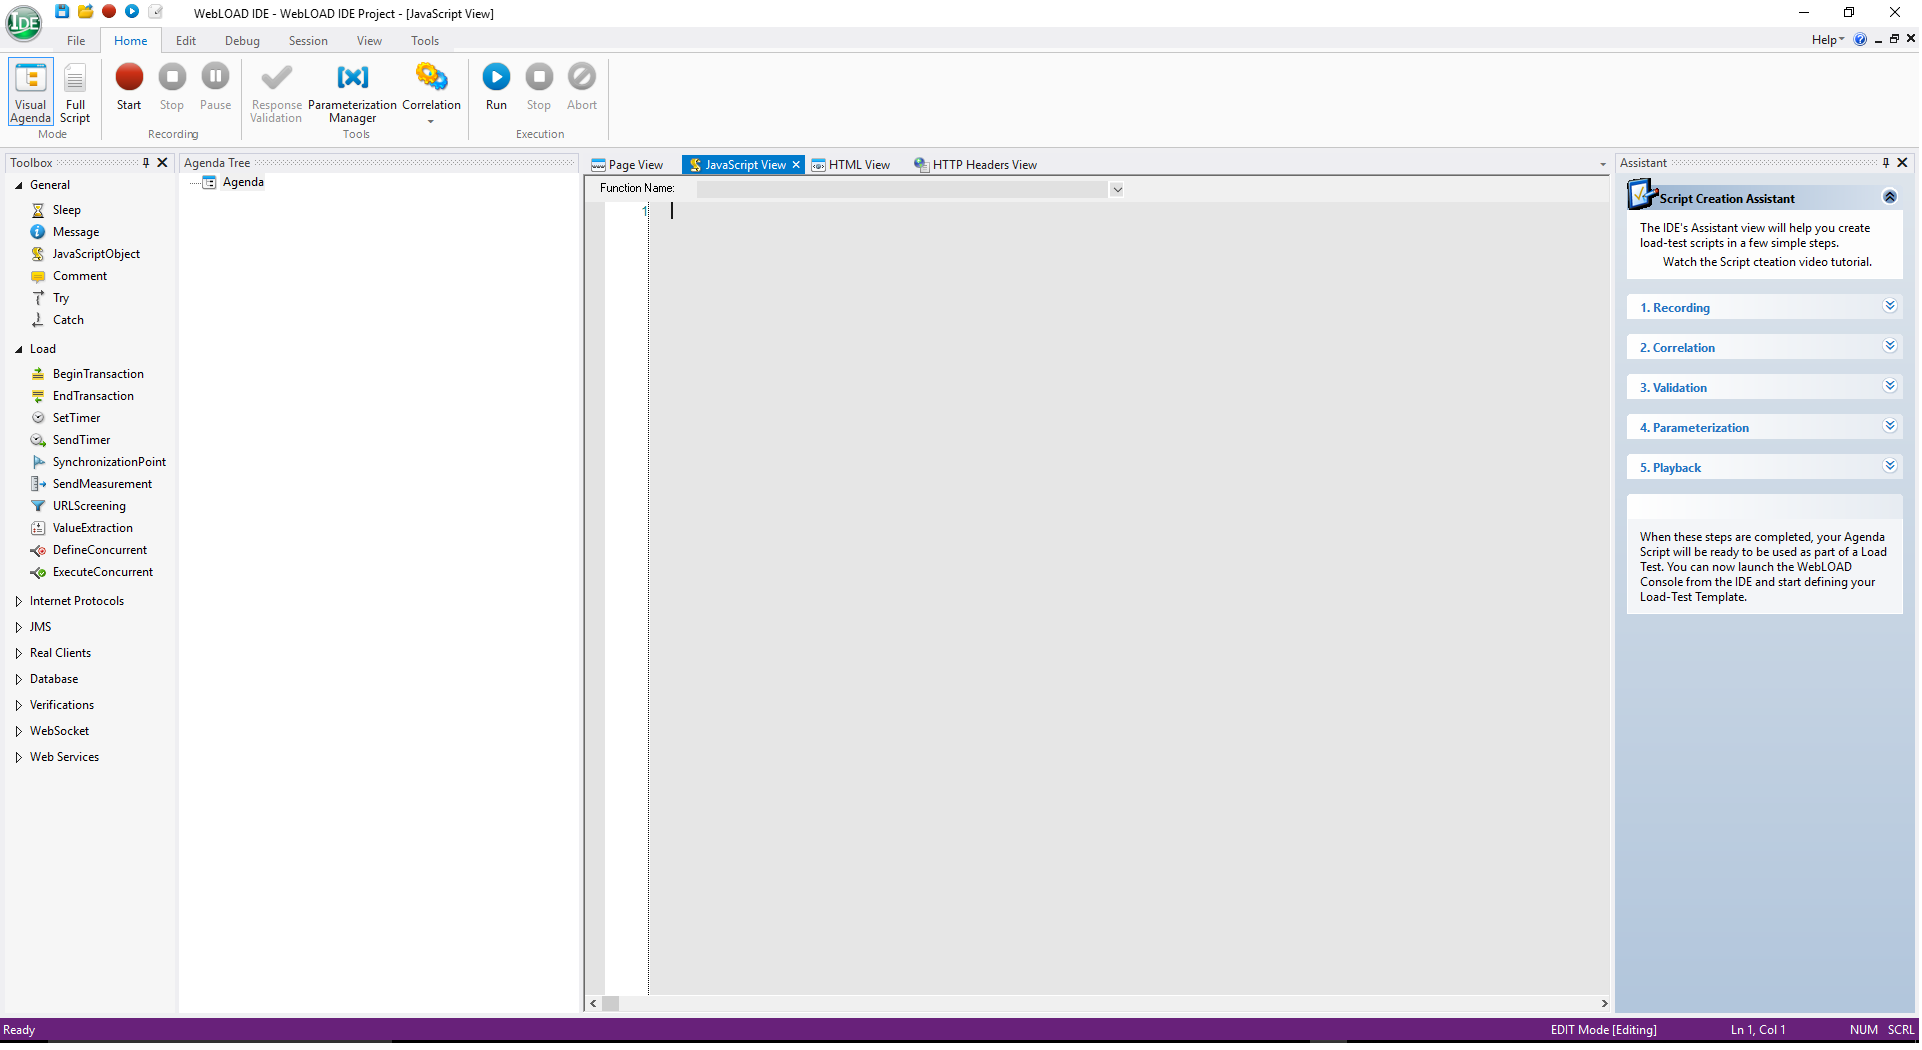 IDE
WebLOAD IDE - WebLOAD IDE Project - [JavaScript View]
File Home Edit Debug Session View Tools
Help
Visual Agenda
Full Script
Mode
Start
Stop
Pause
Recording
Response Validation
Parameterization Manager
Correlation
Tools
Run
Stop
Abort
Execution
Toolbox
General
Sleep
Message
JavaScriptObject
Comment
Try
Catch
Load
BeginTransaction
EndTransaction
SetTimer
SendTimer
SynchronizationPoint
SendMeasurement
URLScreening
ValueExtraction
DefineConcurrent
ExecuteConcurrent
Internet Protocols
JMS
Real Clients
Database
Verifications
WebSocket
Web Services
Agenda Tree
Agenda
Page View
JavaScript View
HTML View
HTTP Headers View
Function Name:
1
Assistant
Script Creation Assistant
The IDE's Assistant view will help you create
load-test scripts in a few simple steps.
Watch the Script cteation video tutorial.
1. Recording
2. Correlation
3. Validation
4. Parameterization
5. Playback
When these steps are completed, your Agenda
Script will be ready to be used as part of a Load
Test. You can now launch the WebLOAD
Console from the IDE and start defining your
Load-Test Template.
Ready
EDIT Mode [Editing]
Ln 1, Col 1
NUM
SCRL